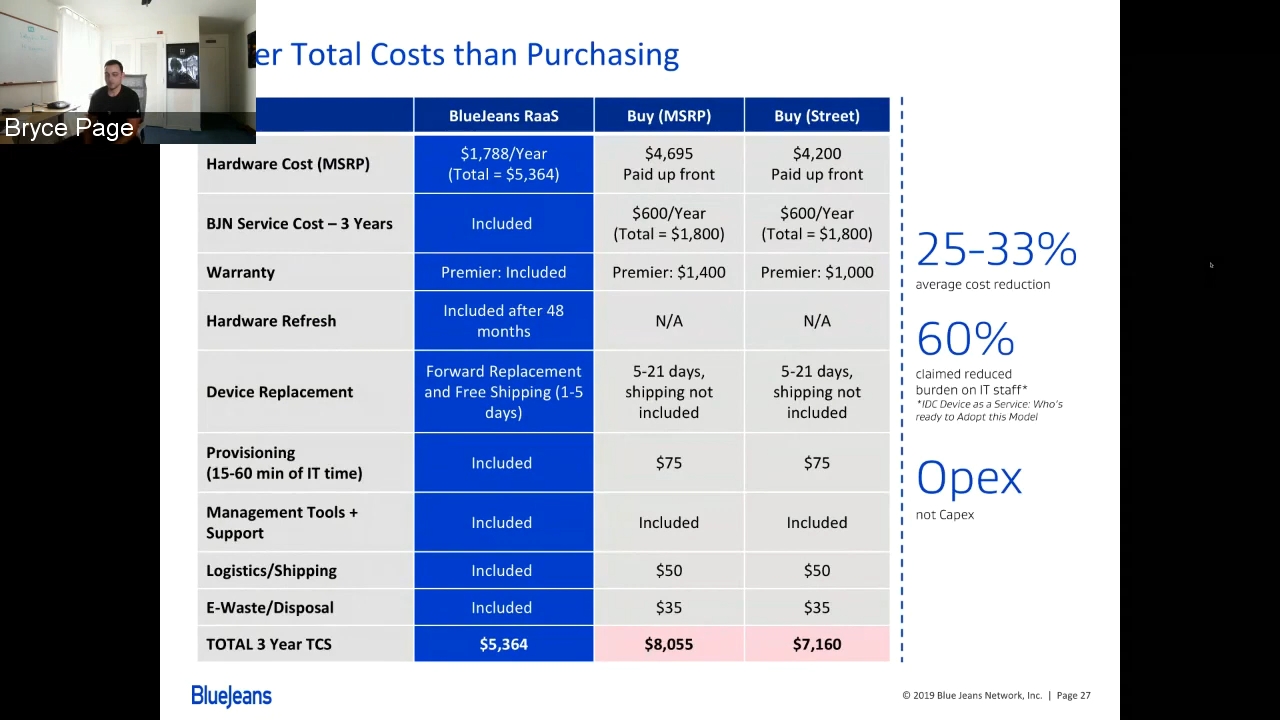 er Total Costs than Purchasing
Bryce Page
BlueJeans RaaS Buy (MSRP) Buy (Street)
Hardware Cost (MSRP)
$1,788/Year
(Total = $5,364)
$4,695
Paid up front
$4,200
Paid up front
BJN Service Cost – 3 Years
Included
$600/Year
(Total = $1,800)
$600/Year
(Total = $1,800)
Warranty
Premier: Included
Premier: $1,400
Premier: $1,000
Hardware Refresh
Included after 48
months
N/A
N/A
Device Replacement
Forward Replacement
and Free Shipping (1-5
days)
5-21 days,
shipping not
included
5-21 days,
shipping not
included
Provisioning
(15-60 min of IT time)
Included
$75
$75
Management Tools +
Support
Included
Included
Included
Logistics/Shipping
Included
$50
$50
E-Waste/Disposal
Included
$35
$35
TOTAL 3 Year TCS
$5,364
$8,055
$7,160
25-33%
average cost reduction
60%
claimed reduced
burden on IT staff*
*IDC Device as a Service: Who's
ready to Adopt this Model
Opex
not Capex
BlueJeans
© 2019 Blue Jeans Network, Inc. | Page 27